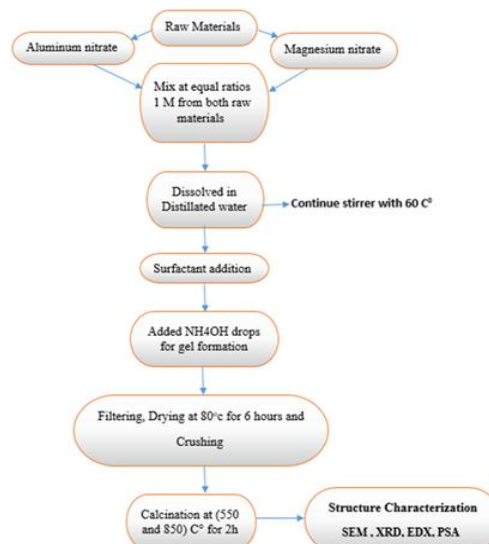 Raw Materials
Aluminum nitrate
Magnesium nitrate
Mix at equal ratios
1 M from both raw
materials
Dissolved in
Distillated water
Continue stirrer with 60 C⁰
Surfactant addition
Added NH4OH drops
for gel formation
Filtering, Drying at 80°c for 6 hours and
Crushing
Calcination at (550
and 850) C° for 2h
Structure Characterization
SEM , XRD, EDX, PSA